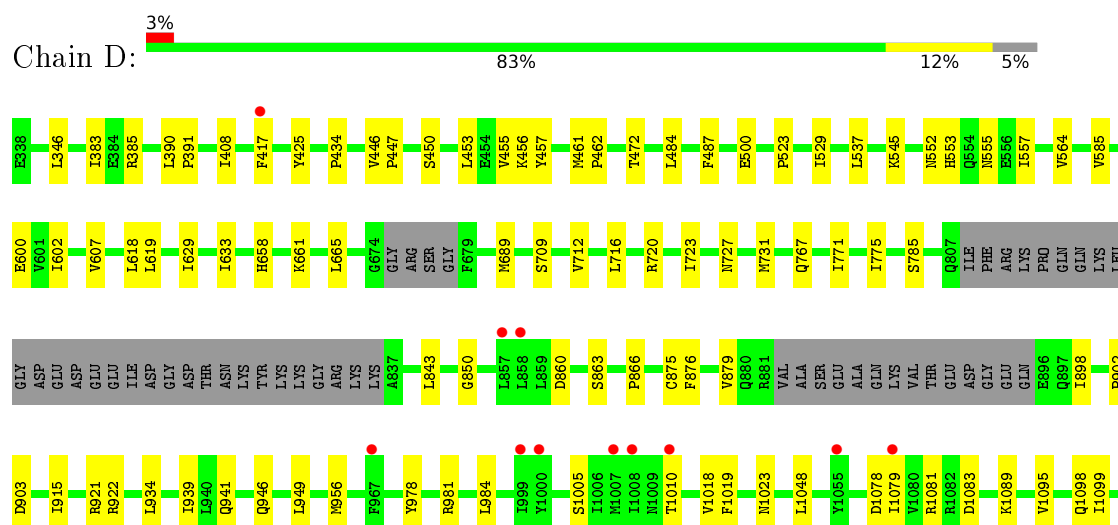 3%
Chain D:
83% 12% 5%
E338 L346 I383 E384 R385 L390 P391 I408 F417 Y425 P434 V446 P447 S450 L453 E454 V455 K456 Y457 M461 P462 T472 L484 F487 E500 P523 I529 L537 K545 N552 H553 Q554 N555 E556 I557 V564 V585
E600 V601 I602 V607 L618 L619 I629 I633 H658 K661 L665 G674 GLY ARG SER GLY F679 M689 S709 V712 L716 R720 I723 N727 M731 Q767 I771 I775 S785 Q807 ILE PHE ARG LYS PRO GLN GLN LYS LEU
GLY ASP GLU ASP GLU GLU ILE ASP GLY ASP THR ASN LYS TYR LYS LYS GLY ARG LYS LYS A837 L843 G850 L857 L858 L859 D860 S863 P866 C875 F876 V879 Q880 R881 VAL ALA SER GLU ALA GLN LYS VAL THR GLU ASP GLY GLU GLN E896 Q897 I898
D903 I915 R921 R922 L934 I939 L940 Q941 Q946 L949 M956 F967 Y978 R981 L984 I999 Y1000 S1005 I1006 M1007 I1008 N1009 T1010 V1018 F1019 N1023 L1048 Y1055 D1078 I1079 V1080 R1081 R1082 D1083 K1089 V1095 Q1098 I1099